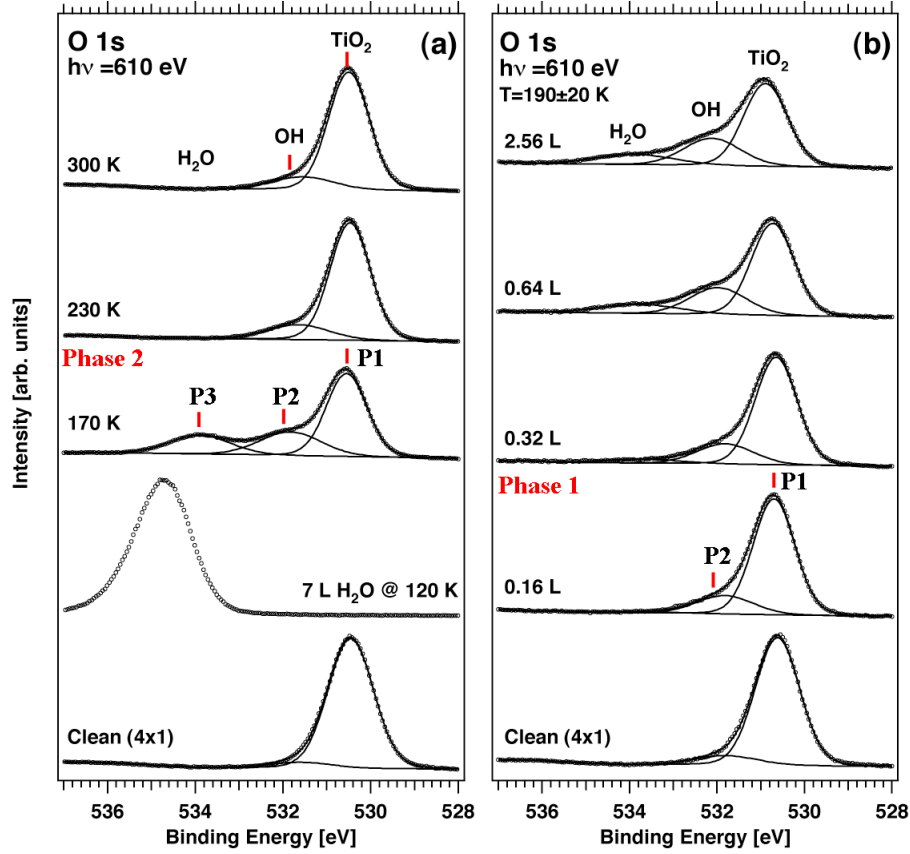 O 1s
hν =610 eV
TiO₂
(a)
300 K
H₂O
OH
230 K
Phase 2
P1
P2
P3
170 K
7 L H₂O @ 120 K
Clean (4x1)
536
534
532
530
528
Binding Energy [eV]
Intensity [arb. units]
O 1s
hν =610 eV
T=190±20 K
TiO₂
(b)
OH
H₂O
2.56 L
0.64 L
0.32 L
Phase 1
P1
P2
0.16 L
Clean (4x1)
536
534
532
530
528
Binding Energy [eV]